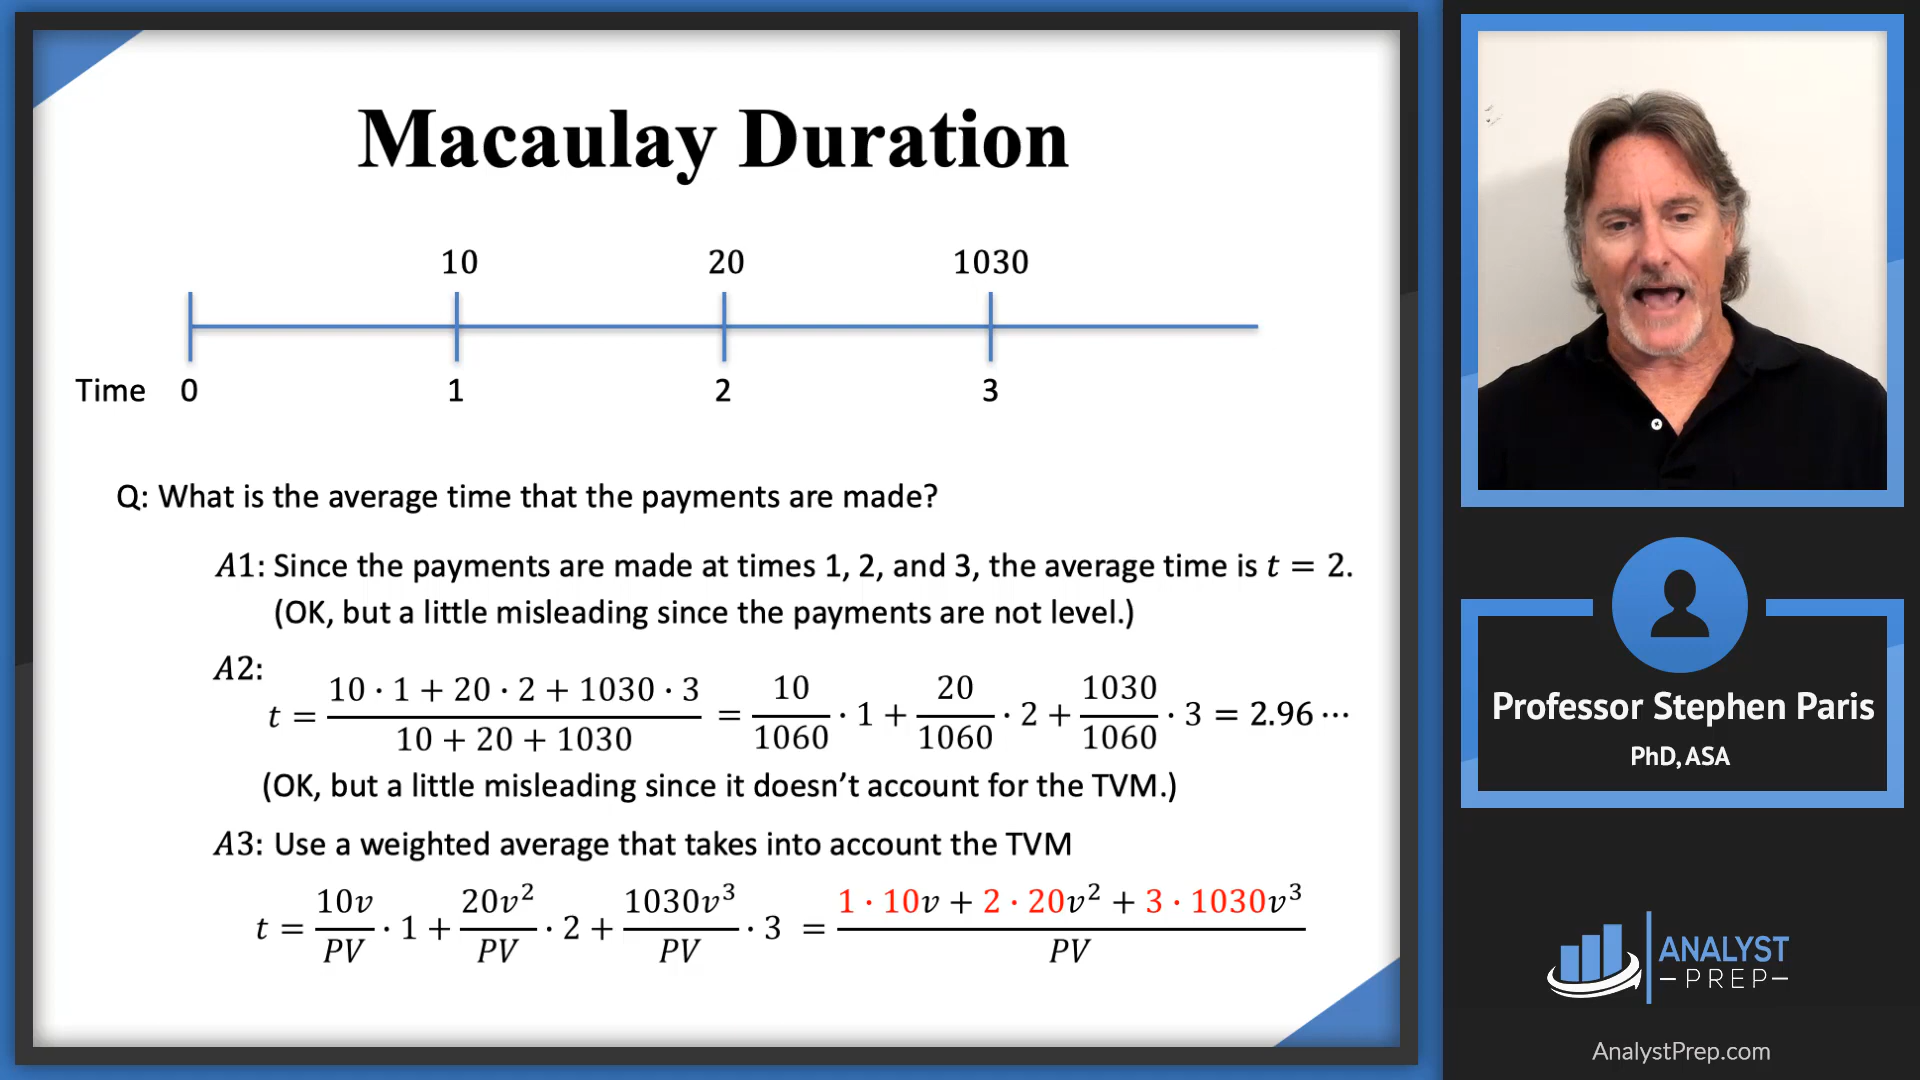 Macaulay Duration
10 20 1030
Time 0 1 2 3
Q: What is the average time that the payments are made?
A1: Since the payments are made at times 1, 2, and 3, the average time is t = 2.
(OK, but a little misleading since the payments are not level.)
A2:
t = (10 · 1 + 20 · 2 + 1030 · 3)/(10 + 20 + 1030) = 10/1060 · 1 + 20/1060 · 2 + 1030/1060 · 3 = 2.96 ⋯
(OK, but a little misleading since it doesn’t account for the TVM.)
A3: Use a weighted average that takes into account the TVM
t = 10v/PV · 1 + 20v²/PV · 2 + 1030v³/PV · 3 = (1 · 10v + 2 · 20v² + 3 · 1030v³)/PV
Professor Stephen Paris
PhD, ASA
ANALYST
PREP
AnalystPrep.com